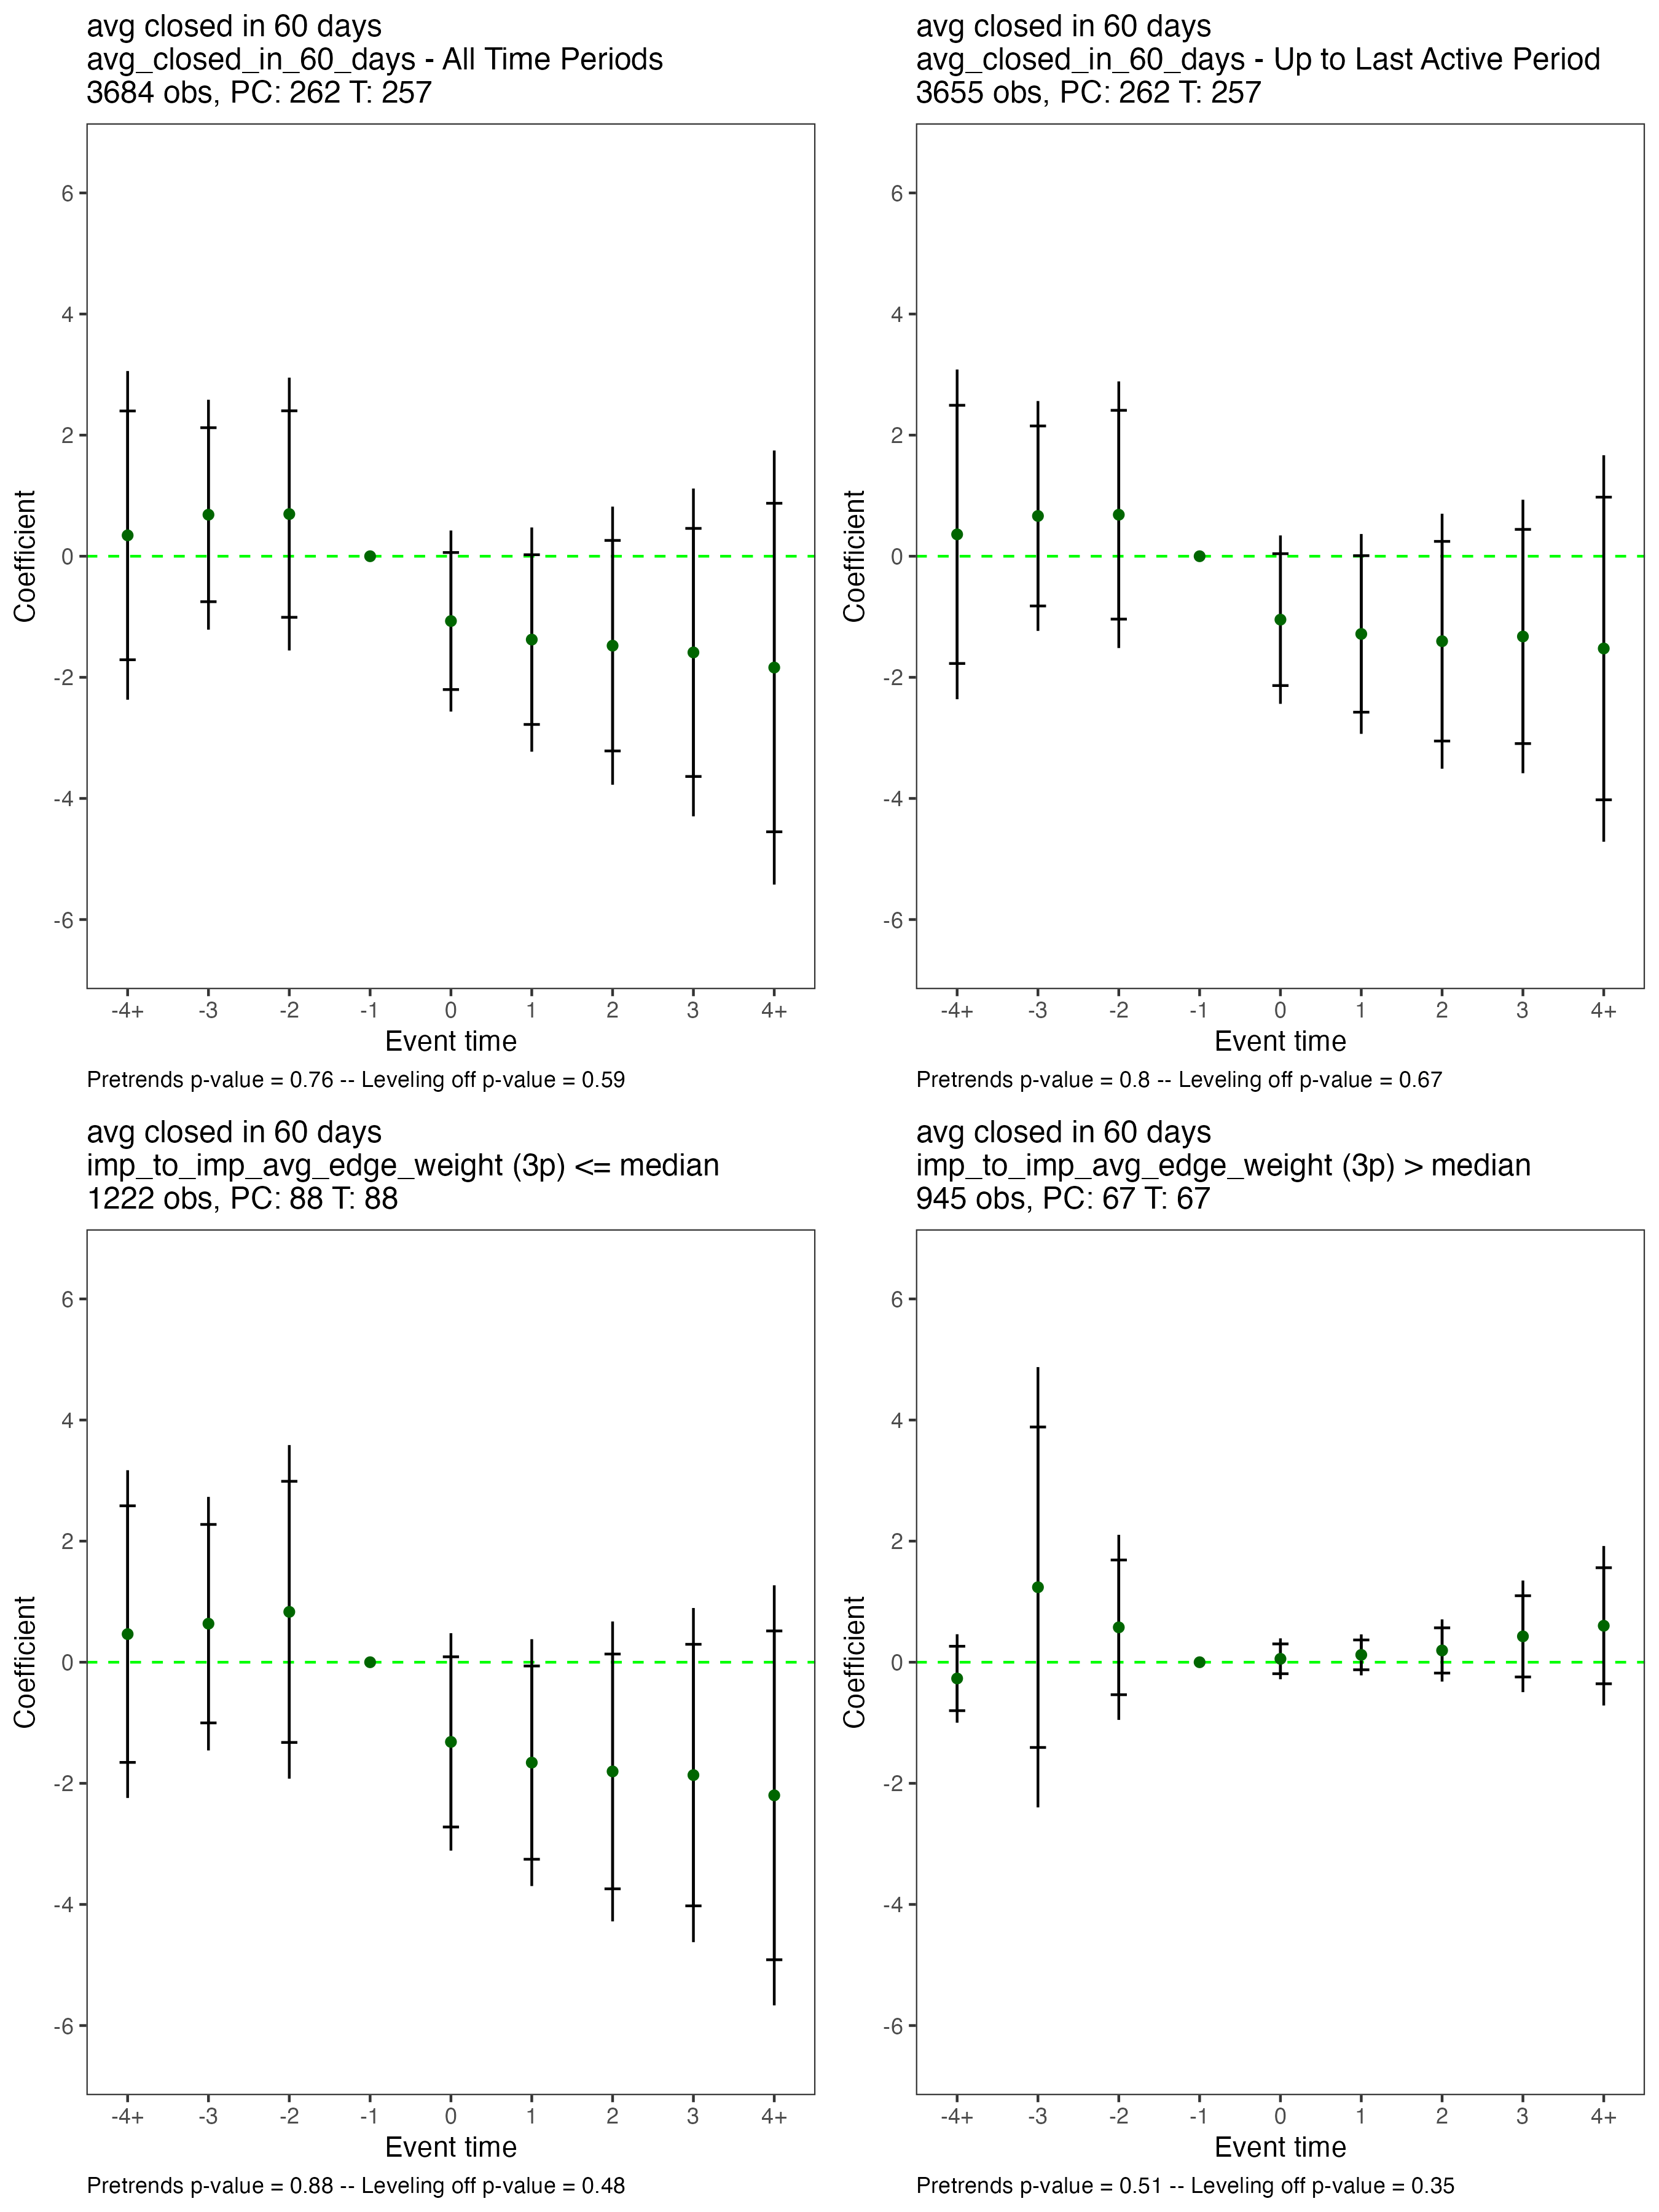 avg closed in 60 days
avg_closed_in_60_days - All Time Periods
3684 obs, PC: 262 T: 257
6
4
2
0
-2
-4
-6
Coefficient
-4+ -3 -2 -1 0 1 2 3 4+
Event time
Pretrends p-value = 0.76 -- Leveling off p-value = 0.59
avg closed in 60 days
avg_closed_in_60_days - Up to Last Active Period
3655 obs, PC: 262 T: 257
6
4
2
0
-2
-4
-6
Coefficient
-4+ -3 -2 -1 0 1 2 3 4+
Event time
Pretrends p-value = 0.8 -- Leveling off p-value = 0.67
avg closed in 60 days
imp_to_imp_avg_edge_weight (3p) <= median
1222 obs, PC: 88 T: 88
6
4
2
0
-2
-4
-6
Coefficient
-4+ -3 -2 -1 0 1 2 3 4+
Event time
Pretrends p-value = 0.88 -- Leveling off p-value = 0.48
avg closed in 60 days
imp_to_imp_avg_edge_weight (3p) > median
945 obs, PC: 67 T: 67
6
4
2
0
-2
-4
-6
Coefficient
-4+ -3 -2 -1 0 1 2 3 4+
Event time
Pretrends p-value = 0.51 -- Leveling off p-value = 0.35